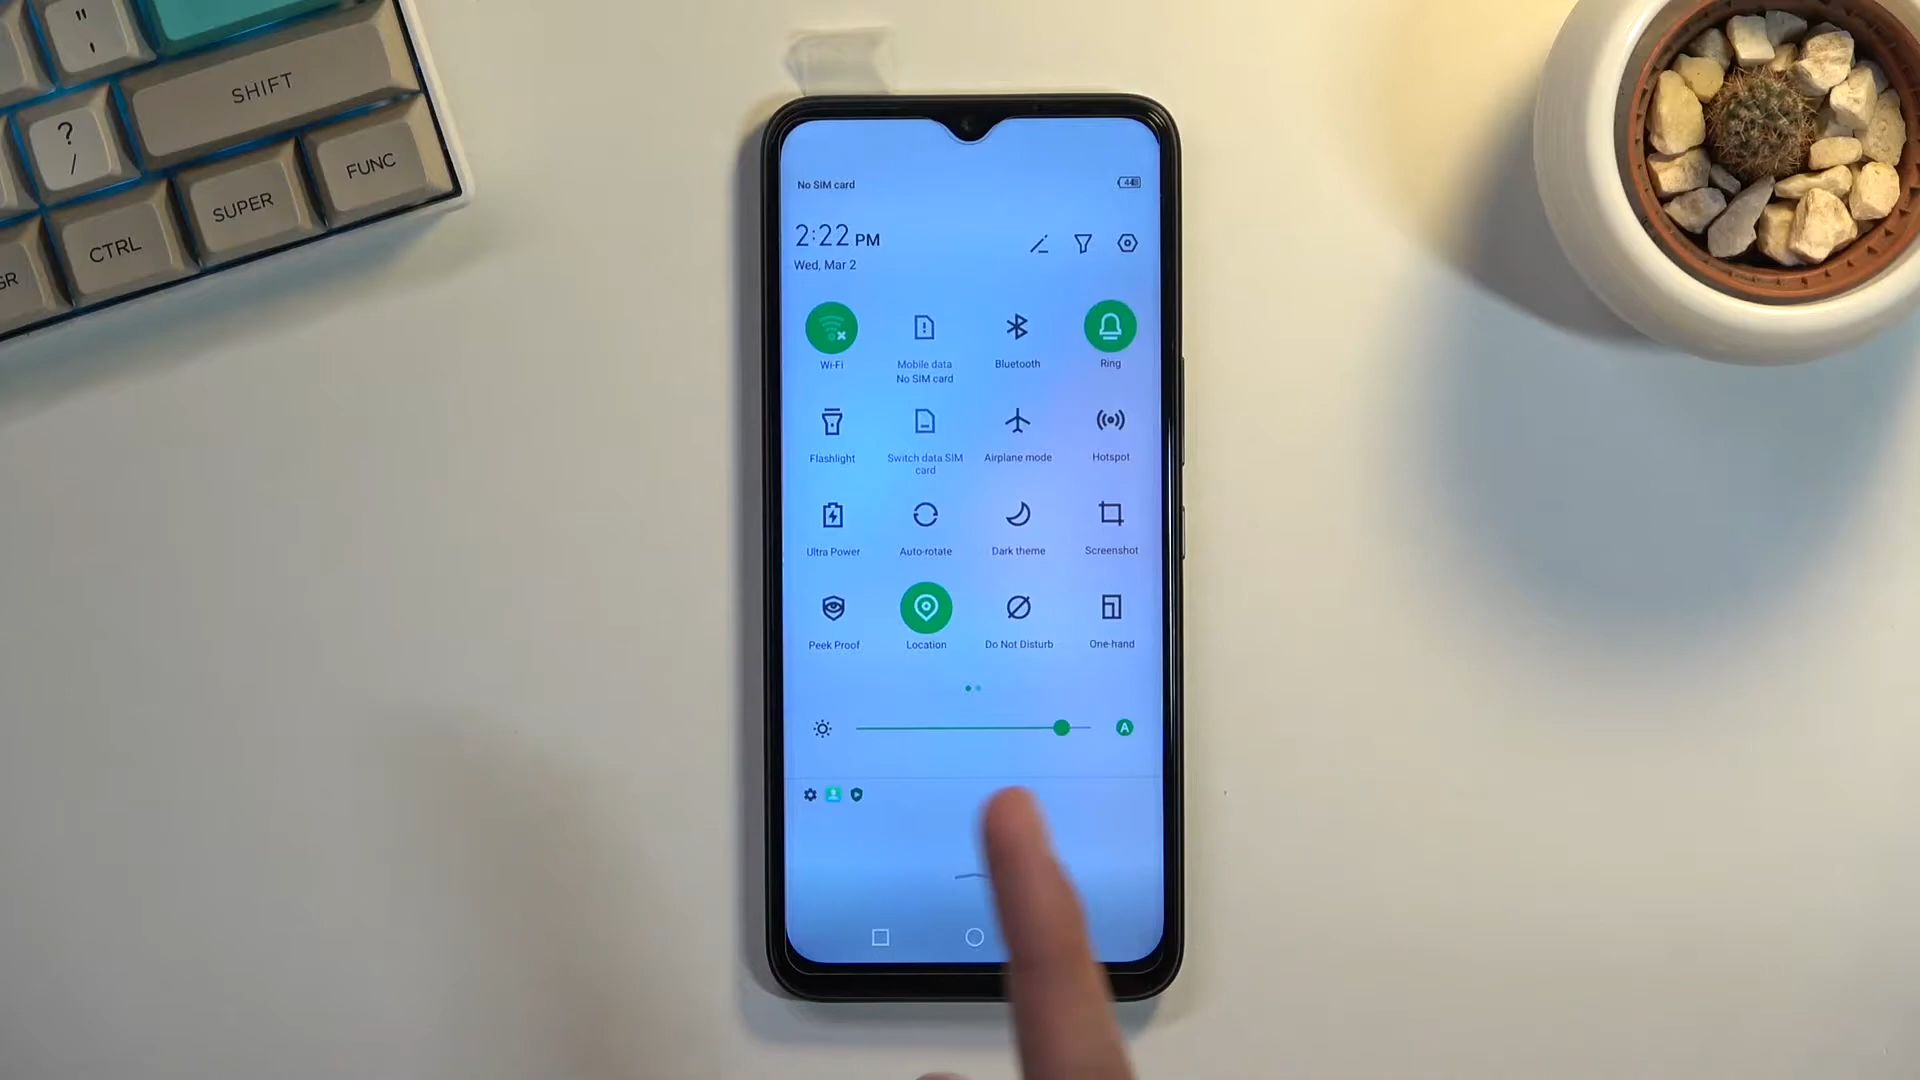 "
'
SHIFT
?
/
FUNC
SUPER
CTRL
GR
No SIM card
44
2:22 PM
Wed, Mar 2
Wi-Fi
Mobile data
No SIM card
Bluetooth
Ring
Flashlight
Switch data SIM
card
Airplane mode
Hotspot
Ultra Power
Auto-rotate
Dark theme
Screenshot
Peek Proof
Location
Do Not Disturb
One-hand
A